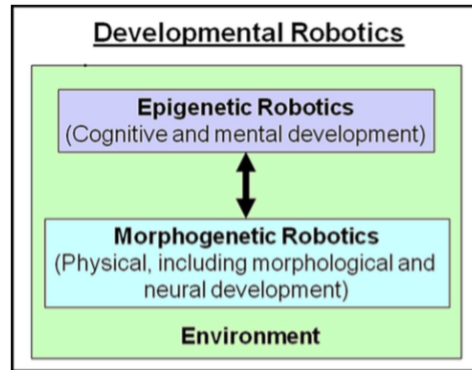 Developmental Robotics
Epigenetic Robotics
(Cognitive and mental development)
Morphogenetic Robotics
(Physical, including morphological and
neural development)
Environment